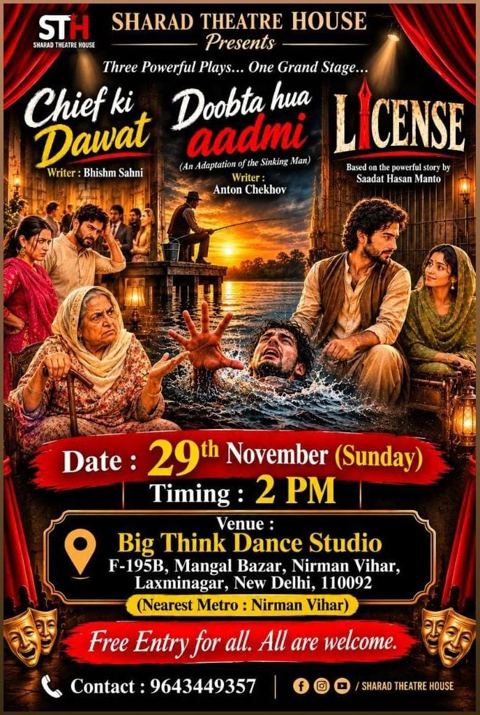 STH
SHARAD THEATRE HOUSE
SHARAD THEATRE HOUSE
Presents
Three Powerful Plays... One Grand Stage...
Chief ki
Dawat
Writer : Bhishm Sahni
Doobta hua
aadmi
(An Adaptation of the Sinking Man)
Writer :
Anton Chekhov
LICENSE
Based on the powerful story by
Saadat Hasan Manto
Date : 29th November (Sunday)
Timing : 2 PM
Venue :
Big Think Dance Studio
F-195B, Mangal Bazar, Nirman Vihar,
Laxminagar, New Delhi, 110092
(Nearest Metro : Nirman Vihar)
Free Entry for all. All are welcome.
Contact : 9643449357
/ SHARAD THEATRE HOUSE